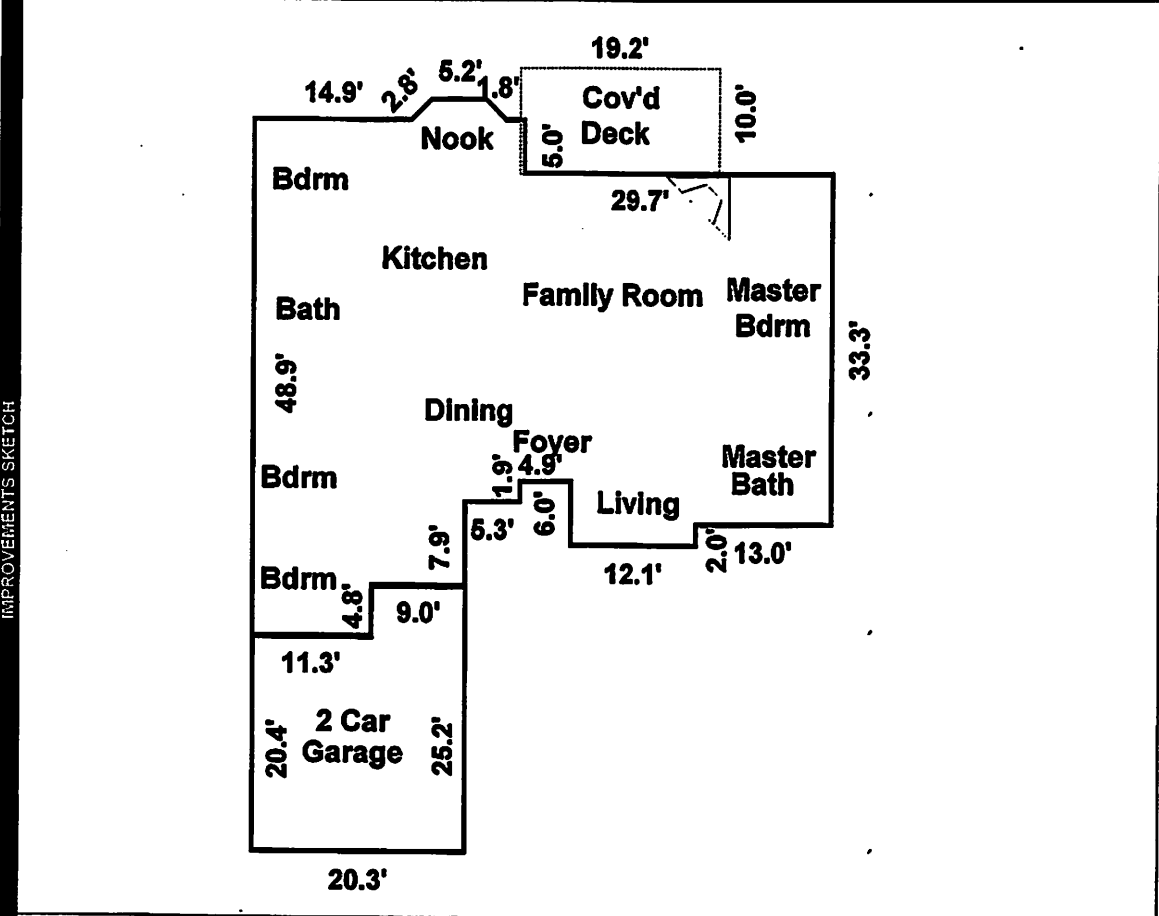 19.2'
5.2'
14.9'
2.8'
1.8'
Cov'd
Deck
10.0'
Nook
5.0'
Bdrm
29.7'
Kitchen
Family Room
Master
Bdrm
Bath
33.3'
48.9'
Dining
Foyer
4.9'
1.9'
Bdrm
Master
Bath
Living
6.0'
5.3'
7.9'
2.0'
13.0'
12.1'
Bdrm
4.8'
9.0'
11.3'
2 Car
Garage
20.4'
25.2'
20.3'
IMPROVEMENTS SKETCH